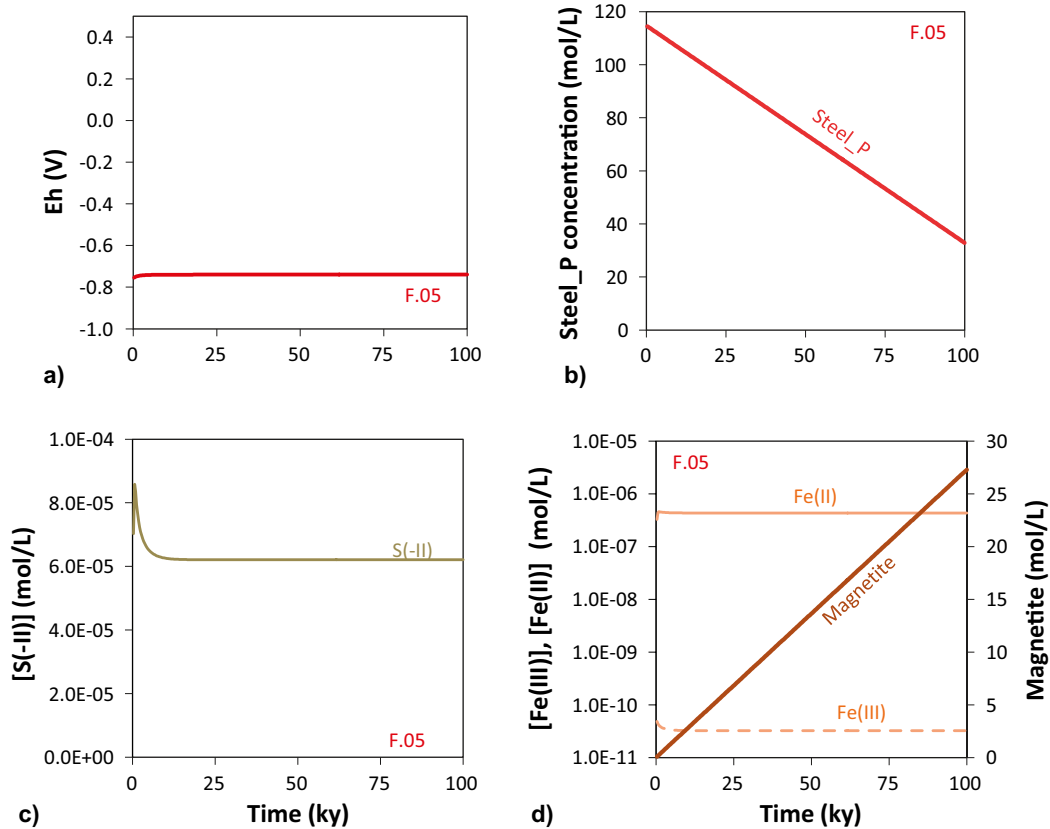 0.4
0.2
0.0
-0.2
-0.4
-0.6
-0.8
-1.0
Eh (V)
F.05
0
25
50
75
100
a)
120
100
80
60
40
20
0
Steel_P concentration (mol/L)
F.05
Steel_P
0
25
50
75
100
b)
1.0E-04
8.0E-05
6.0E-05
4.0E-05
2.0E-05
0.0E+00
[S(-II)] (mol/L)
S(-II)
F.05
0
25
50
75
100
Time (ky)
c)
1.0E-05
1.0E-06
1.0E-07
1.0E-08
1.0E-09
1.0E-10
1.0E-11
[Fe(III)], [Fe(II)] (mol/L)
F.05
Fe(II)
Magnetite
Fe(III)
30
25
20
15
10
5
0
Magnetite (mol/L)
0
25
50
75
100
Time (ky)
d)